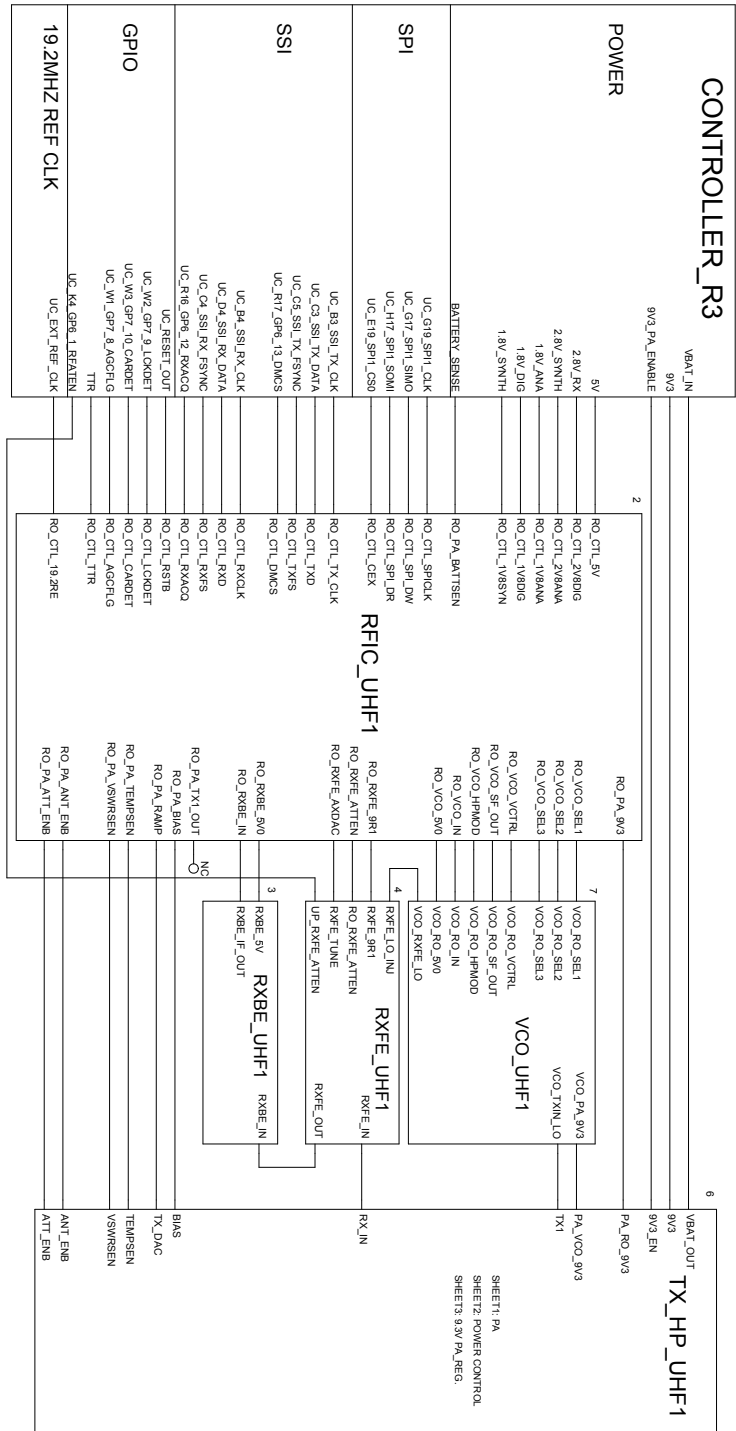 CONTROLLER_R3
POWER
SPI
SSI
GPIO
19.2MHZ REF CLK
VBAT_IN
9V3
9V3_PA_ENABLE
5V
2.8V_RX
2.8V_SYNTH
1.8V_ANA
1.8V_DIG
1.8V_SYNTH
BATTERY_SENSE
UC_G19_SPI1_CLK
UC_G17_SPI1_SIMO
UC_H17_SPI1_SOMI
UC_E19_SPI1_CS0
UC_B3_SSI_TX_CLK
UC_C3_SSI_TX_DATA
UC_C5_SSI_TX_FSYNC
UC_R17_GP6_13_DMCS
UC_B4_SSI_RX_CLK
UC_D4_SSI_RX_DATA
UC_C4_SSI_RX_FSYNC
UC_R16_GP6_12_RXACQ
UC_RESET_OUT
UC_W2_GP7_9_LCKDET
UC_W3_GP7_10_CARDET
UC_W1_GP7_8_AGCFLG
TTR
UC_K4_GP6_1_RFATEN
UC_EXT_REF_CLK
2
RO_CTL_5V
RO_CTL_2V8DIG
RO_CTL_2V8ANA
RO_CTL_1V8ANA
RO_CTL_1V8DIG
RO_CTL_1V8SYN
RO_PA_BATTSEN
RO_CTL_SPICLK
RO_CTL_SPI_DW
RO_CTL_SPI_DR
RO_CTL_CEX
RO_CTL_TX_CLK
RO_CTL_TXD
RO_CTL_TXFS
RO_CTL_DMCS
RO_CTL_RXCLK
RO_CTL_RXD
RO_CTL_RXFS
RO_CTL_RXACQ
RO_CTL_RSTB
RO_CTL_LCKDET
RO_CTL_CARDET
RO_CTL_AGCFLG
RO_CTL_TTR
RO_CTL_19.2RE
RFIC_UHF1
RO_PA_9V3
RO_VCO_SEL1
RO_VCO_SEL2
RO_VCO_SEL3
RO_VCO_VCTRL
RO_VCO_SF_OUT
RO_VCO_HPMOD
RO_VCO_IN
RO_VCO_5V0
RO_RXFE_9R1
RO_RXFE_ATTEN
RO_RXFE_AXDAC
RO_RXBE_5V0
RO_RXBE_IN
RO_PA_TX1_OUT
RO_PA_BIAS
RO_PA_RAMP
RO_PA_TEMPSEN
RO_PA_VSWRSEN
RO_PA_ANT_ENB
RO_PA_ATT_ENB
NC
7
VCO_RO_SEL1
VCO_RO_SEL2
VCO_RO_SEL3
VCO_RO_VCTRL
VCO_RO_SF_OUT
VCO_RO_HPMOD
VCO_RO_IN
VCO_RO_5V0
VCO_RXFE_LO
VCO_UHF1
VCO_PA_9V3
VCO_TXIN_LO
4
RXFE_LO_INJ
RXFE_9R1
RO_RXFE_ATTEN
RXFE_TUNE
UP_RXFE_ATTEN
RXFE_UHF1
RXFE_IN
RXFE_OUT
3
RXBE_5V
RXBE_IF_OUT
RXBE_UHF1
RXBE_IN
6
VBAT_OUT
9V3
9V3_EN
PA_RO_9V3
PA_VCO_9V3
TX1
RX_IN
BIAS
TX_DAC
TEMPSEN
VSWRSEN
ANT_ENB
ATT_ENB
TX_HP_UHF1
SHEET1: PA
SHEET2: POWER CONTROL
SHEET3: 9.3V PA_REG.